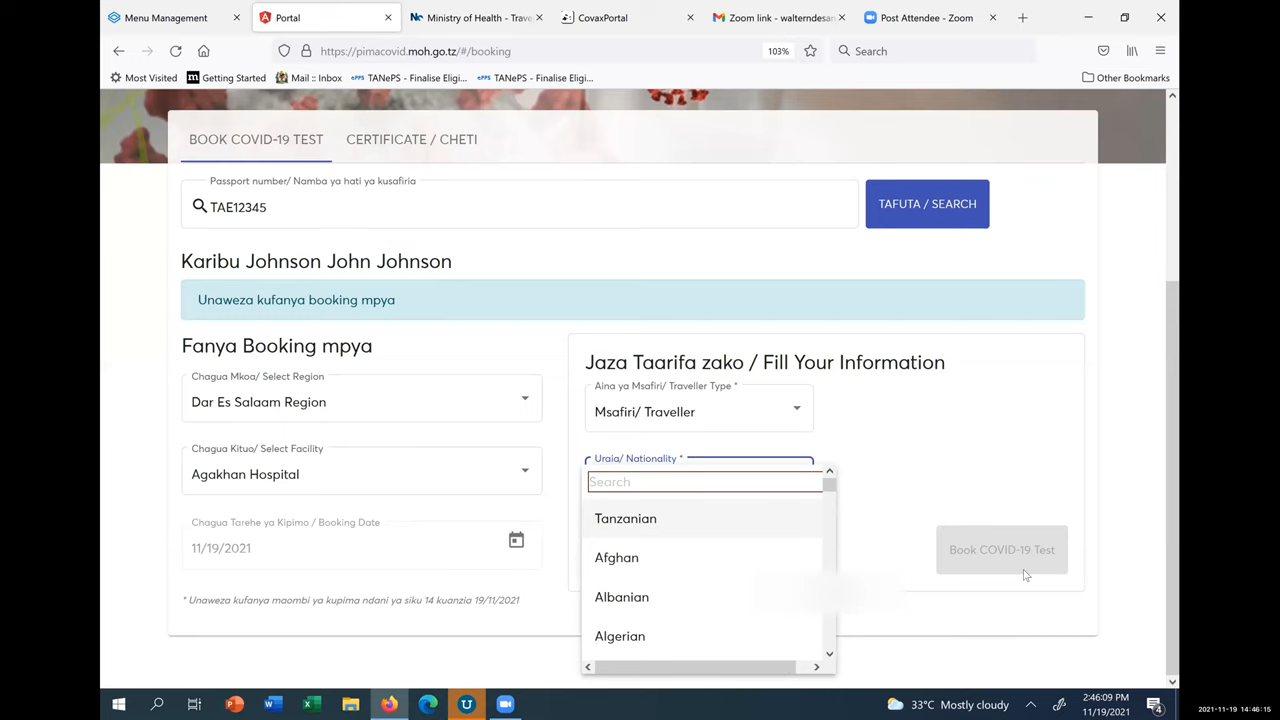 Menu Management
Portal
Ministry of Health - Trave
CovaxPortal
Zoom link - walterndesan
Post Attendee - Zoom
https://pimacovid.moh.go.tz/#/booking
103%
Search
Most Visited
Getting Started
Mail :: Inbox
TANePS - Finalise Eligi...
TANePS - Finalise Eligi...
Other Bookmarks
BOOK COVID-19 TEST
CERTIFICATE / CHETI
Passport number/ Namba ya hati ya kusafiria
TAE12345
TAFUTA / SEARCH
Karibu Johnson John Johnson
Unaweza kufanya booking mpya
Fanya Booking mpya
Chagua Mkoa/ Select Region
Dar Es Salaam Region
Chagua Kituo/ Select Facility
Agakhan Hospital
Chagua Tarehe ya Kipimo / Booking Date
11/19/2021
* Unaweza kufanya maombi ya kupima ndani ya siku 14 kuanzia 19/11/2021
Jaza Taarifa zako / Fill Your Information
Aina ya Msafiri/ Traveller Type *
Msafiri/ Traveller
Uraia/ Nationality *
Search
Tanzanian
Afghan
Albanian
Algerian
Book COVID-19 Test
33°C Mostly cloudy
2:46:09 PM
11/19/2021
4
2021-11-19 14:46:15